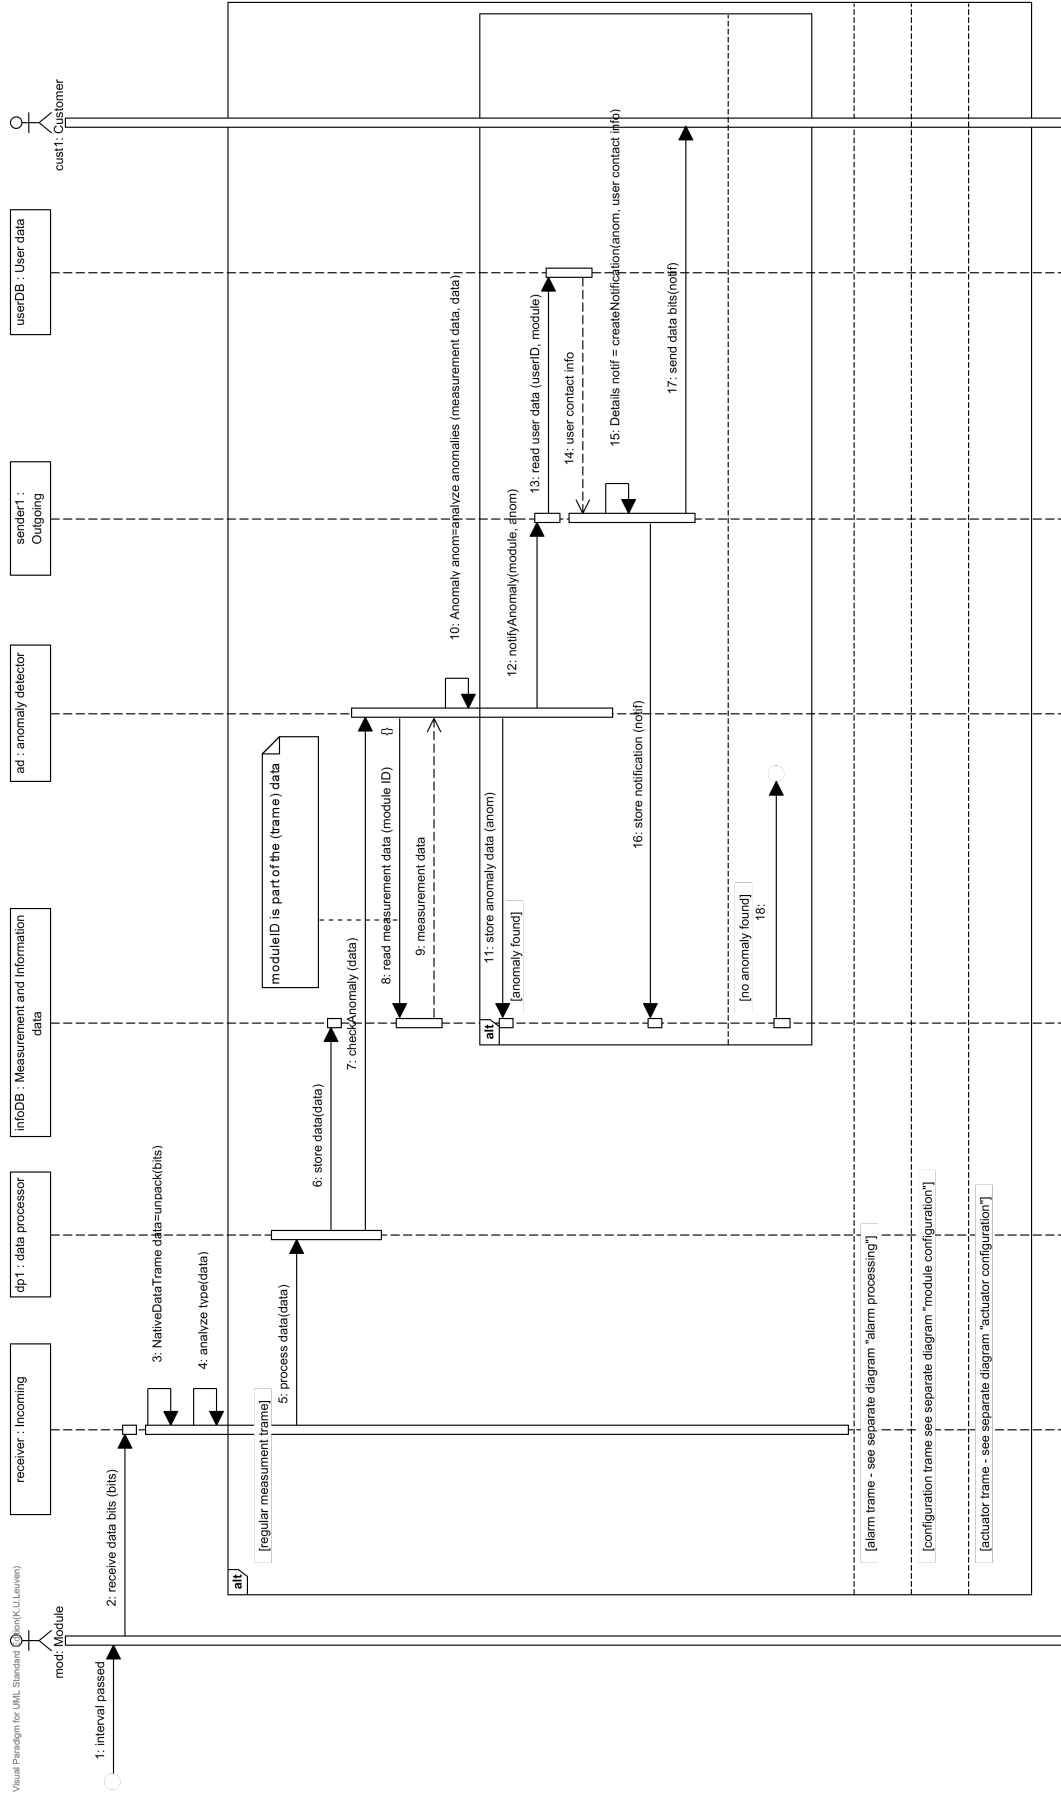 Visual Paradigm for UML Standard Edition(K.U.Leuven)
mod: Module
receiver : Incoming
dp1 : data processor
infoDB : Measurement and Information
data
ad : anomaly detector
sender1 :
Outgoing
userDB : User data
cust1: Customer
1: interval passed
2: receive data bits (bits)
3: NativeDataTrame data=unpack(bits)
4: analyze type(data)
alt
[regular measument trame]
moduleID is part of the (trame) data
5: process data(data)
6: store data(data)
7: checkAnomaly (data)
8: read measurement data (module ID)
{}
9: measurement data
10: Anomaly anom=analyze anomalies (measurement data, data)
alt
11: store anomaly data (anom)
[anomaly found]
12: notifyAnomaly(module, anom)
13: read user data (userID, module)
14: user contact info
15: Details notif = createNotification(anom, user contact info)
16: store notification (notif)
17: send data bits(notif)
[no anomaly found]
18:
[alarm trame - see separate diagram "alarm processing"]
[configuration trame see separate diagram "module configuration"]
[actuator trame - see separate diagram "actuator configuration"]